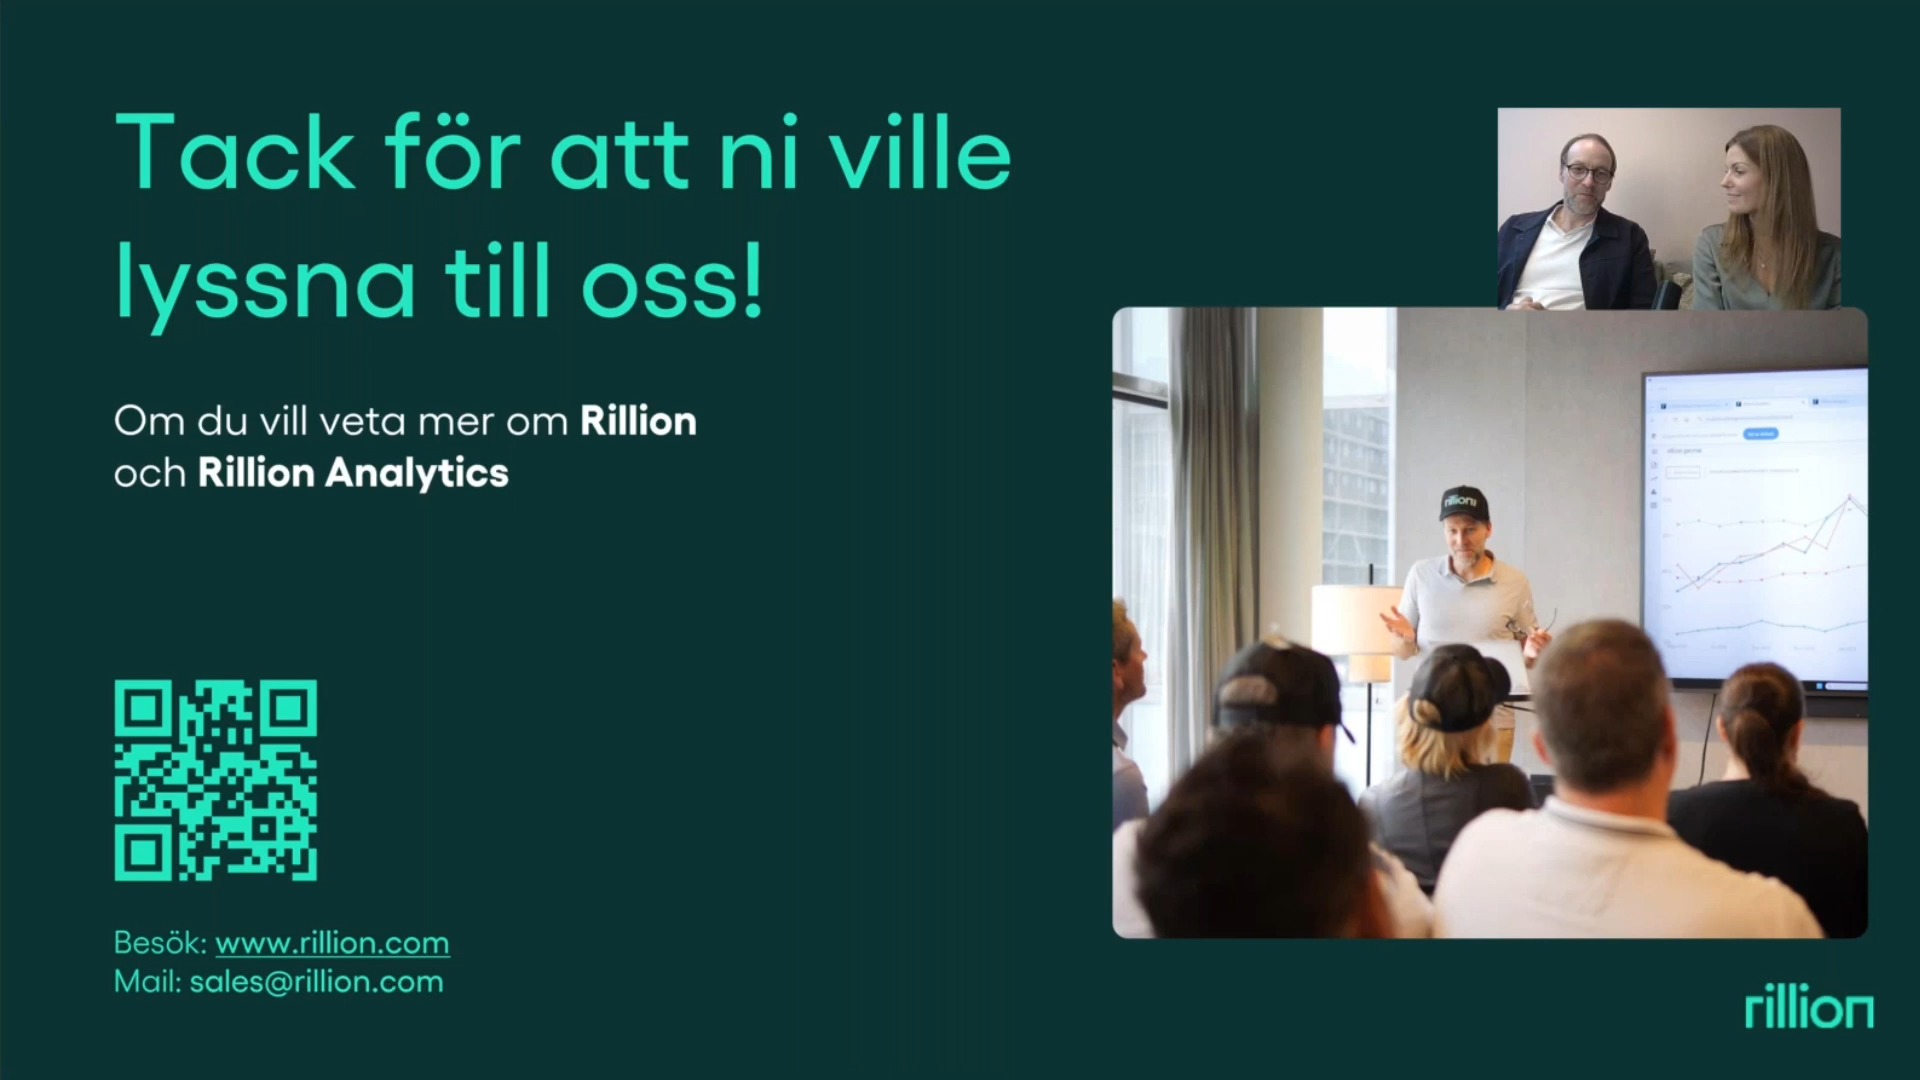 Tack för att ni ville
lyssna till oss!
Om du vill veta mer om Rillion
och Rillion Analytics
rillion
Besök: www.rillion.com
Mail: sales@rillion.com
rillion